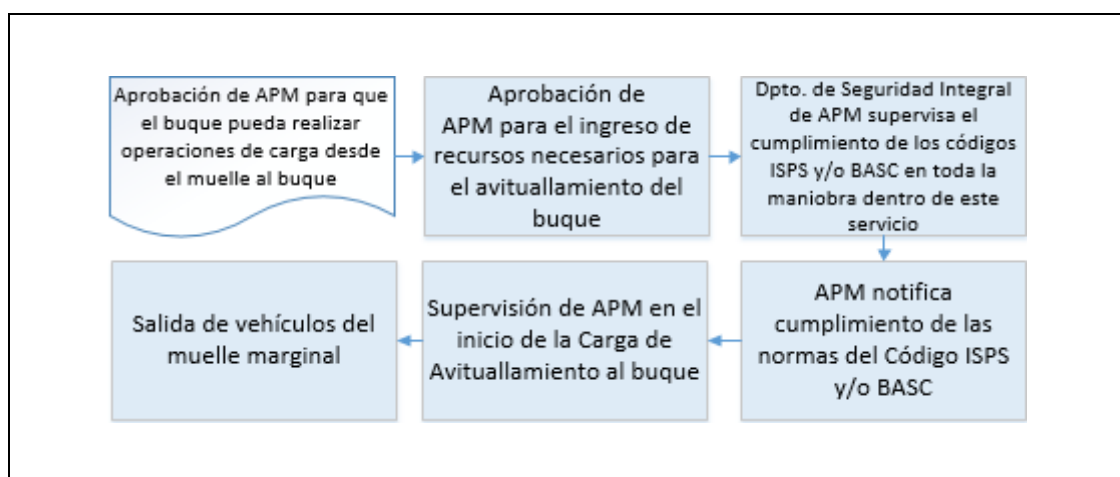 Aprobación de APM para que
el buque pueda realizar
operaciones de carga desde
el muelle al buque
Aprobación de
APM para el ingreso de
recursos necesarios para
el avituallamiento del
buque
Dpto. de Seguridad Integral
de APM supervisa el
cumplimiento de los códigos
ISPS y/o BASC en toda la
maniobra dentro de este
servicio
APM notifica
cumplimiento de las
normas del Código ISPS
y/o BASC
Supervisión de APM en el
inicio de la Carga de
Avituallamiento al buque
Salida de vehículos del
muelle marginal